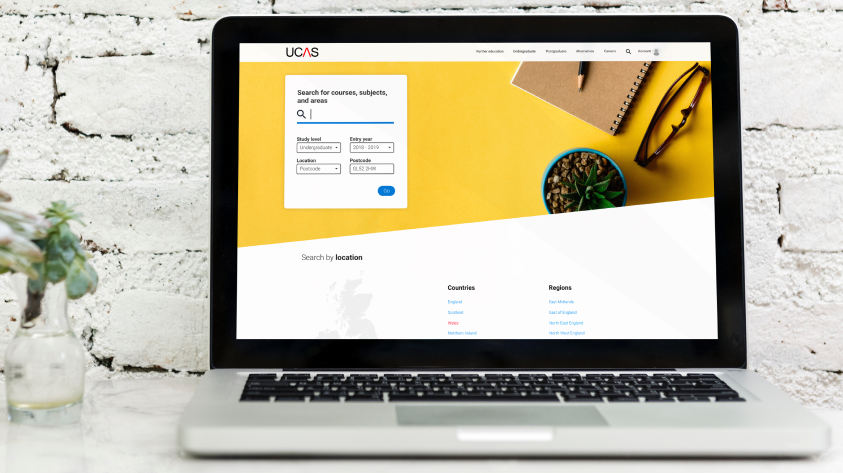 UCAS
Further education Undergraduate Postgraduate Alternatives Careers Account
Search for courses, subjects,
and areas
Study level Entry year
Undergraduate 2018 - 2019
Location Postcode
Postcode GL52 2HW
Go
Search by location
Countries Regions
England East Midlands
Scotland East of England
Wales North East England
Northern Ireland North West England